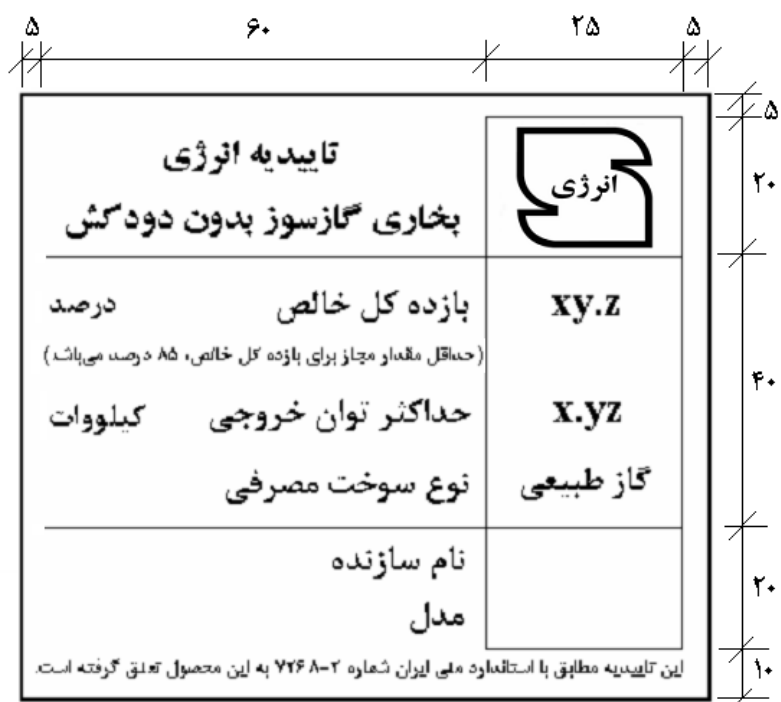 ۵ ۶۰ ۲۵ ۵
۵
۲۰
۴۰
۲۰
۱۰
انرژی
تاییدیه انرژی
بخاری گازسوز بدون دودکش
xy.z بازده کل خالص درصد
(حداقل مقدار مجاز برای بازده کل خالص، ۸۵ درصد می‌باشد)
x.yz حداکثر توان خروجی کیلووات
گاز طبیعی نوع سوخت مصرفی
نام سازنده
مدل
این تاییدیه مطابق با استاندارد ملی ایران شماره ۲-۷۲۶۸ به این محصول تعلق گرفته است.